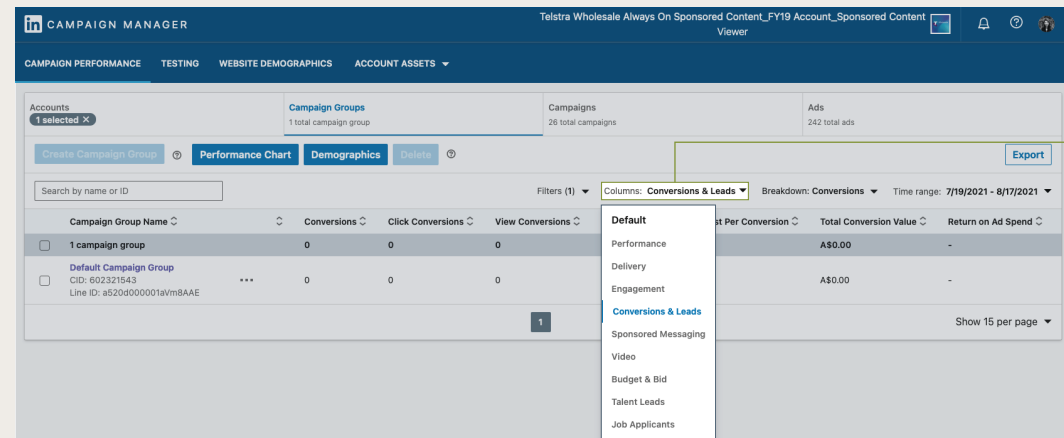 in CAMPAIGN MANAGER
Telstra Wholesale Always On Sponsored Content_FY19 Account_Sponsored Content
Viewer
CAMPAIGN PERFORMANCE TESTING WEBSITE DEMOGRAPHICS ACCOUNT ASSETS
Accounts
1 selected ×
Campaign Groups
1 total campaign group
Campaigns
26 total campaigns
Ads
242 total ads
Create Campaign Group Performance Chart Demographics Delete Export
Search by name or ID Filters (1) Columns: Conversions & Leads Breakdown: Conversions Time range: 7/19/2021 - 8/17/2021
Campaign Group Name Conversions Click Conversions View Conversions st Per Conversion Total Conversion Value Return on Ad Spend
1 campaign group 0 0 0 A$0.00 -
Default Campaign Group
CID: 602321543 ••• 0 0 0 A$0.00 -
Line ID: a520d000001aVm8AAE
1 Show 15 per page
Default
Performance
Delivery
Engagement
Conversions & Leads
Sponsored Messaging
Video
Budget & Bid
Talent Leads
Job Applicants